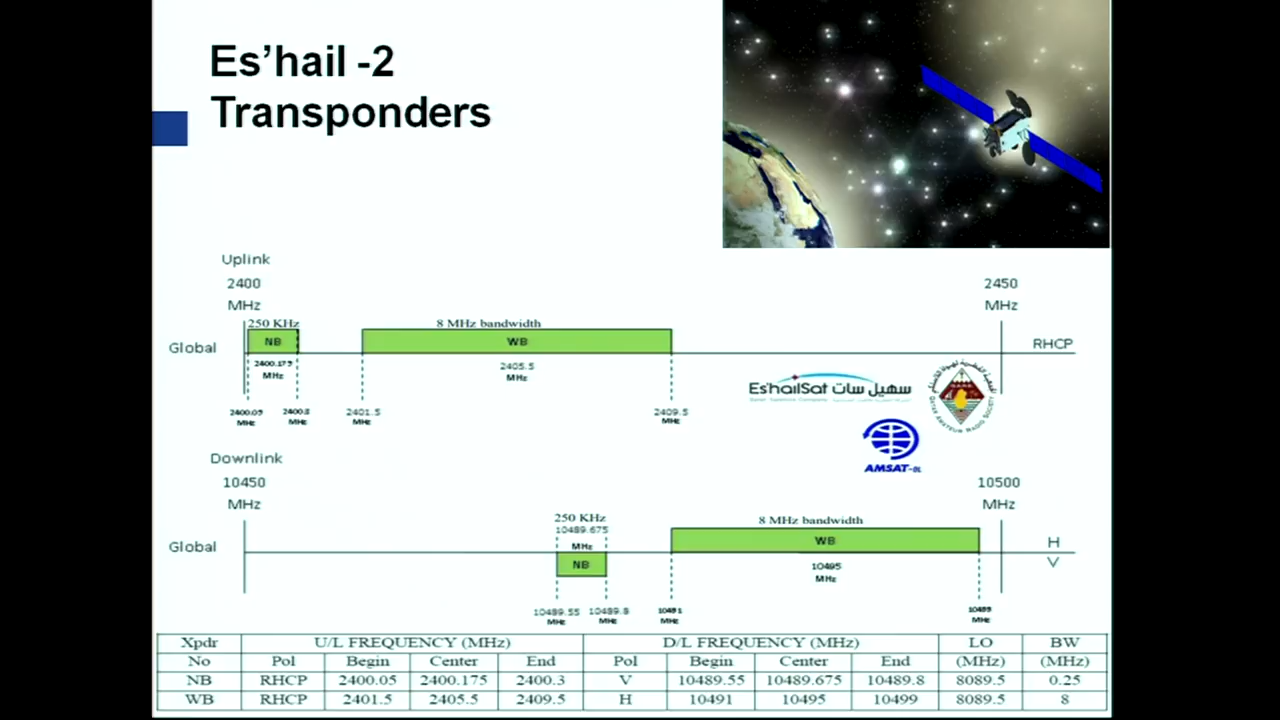 Es’hail -2
Transponders
Uplink
2400
MHz
2450
MHz
250 KHz
8 MHz bandwidth
Global
NB
WB
RHCP
2400.175
MHz
2405.5
MHz
2400.05
MHz
2400.3
MHz
2401.5
MHz
2409.5
MHz
Es'hailSat سهيل سات
QATAR AMATEUR RADIO SOCIETY
AMSAT-DL
Downlink
10450
MHz
10500
MHz
250 KHz
10489.675
MHz
8 MHz bandwidth
Global
NB
WB
H
V
10495
MHz
10489.55
MHz
10489.8
MHz
10491
MHz
10499
MHz
Xpdr U/L FREQUENCY (MHz) D/L FREQUENCY (MHz) LO BW
No Pol Begin Center End Pol Begin Center End (MHz) (MHz)
NB RHCP 2400.05 2400.175 2400.3 V 10489.55 10489.675 10489.8 8089.5 0.25
WB RHCP 2401.5 2405.5 2409.5 H 10491 10495 10499 8089.5 8